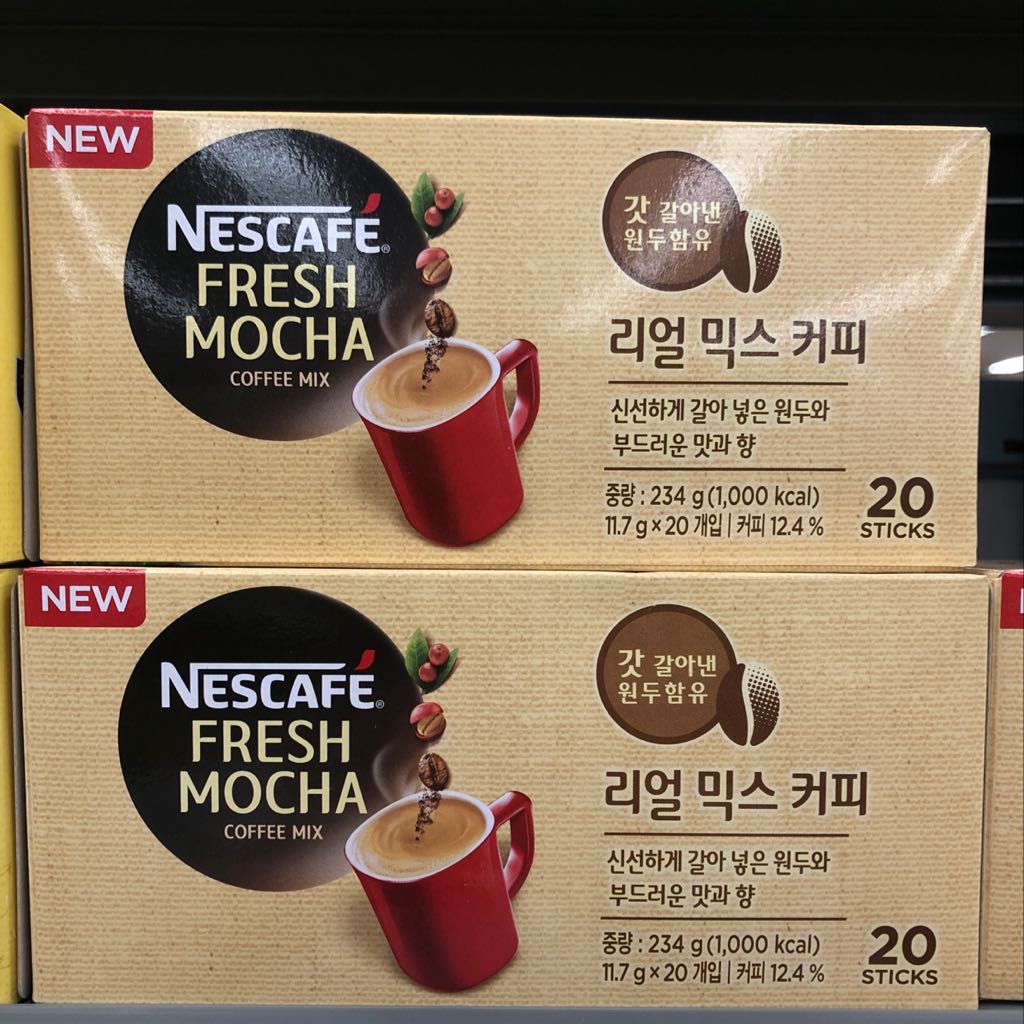 NEW
NESCAFÉ®
FRESH
MOCHA
COFFEE MIX
갓 갈아낸
원두함유
리얼 믹스 커피
신선하게 갈아 넣은 원두와
부드러운 맛과 향
중량 : 234 g (1,000 kcal)
11.7 g × 20 개입 | 커피 12.4 %
20
STICKS
NEW
NESCAFÉ®
FRESH
MOCHA
COFFEE MIX
갓 갈아낸
원두함유
리얼 믹스 커피
신선하게 갈아 넣은 원두와
부드러운 맛과 향
중량 : 234 g (1,000 kcal)
11.7 g × 20 개입 | 커피 12.4 %
20
STICKS